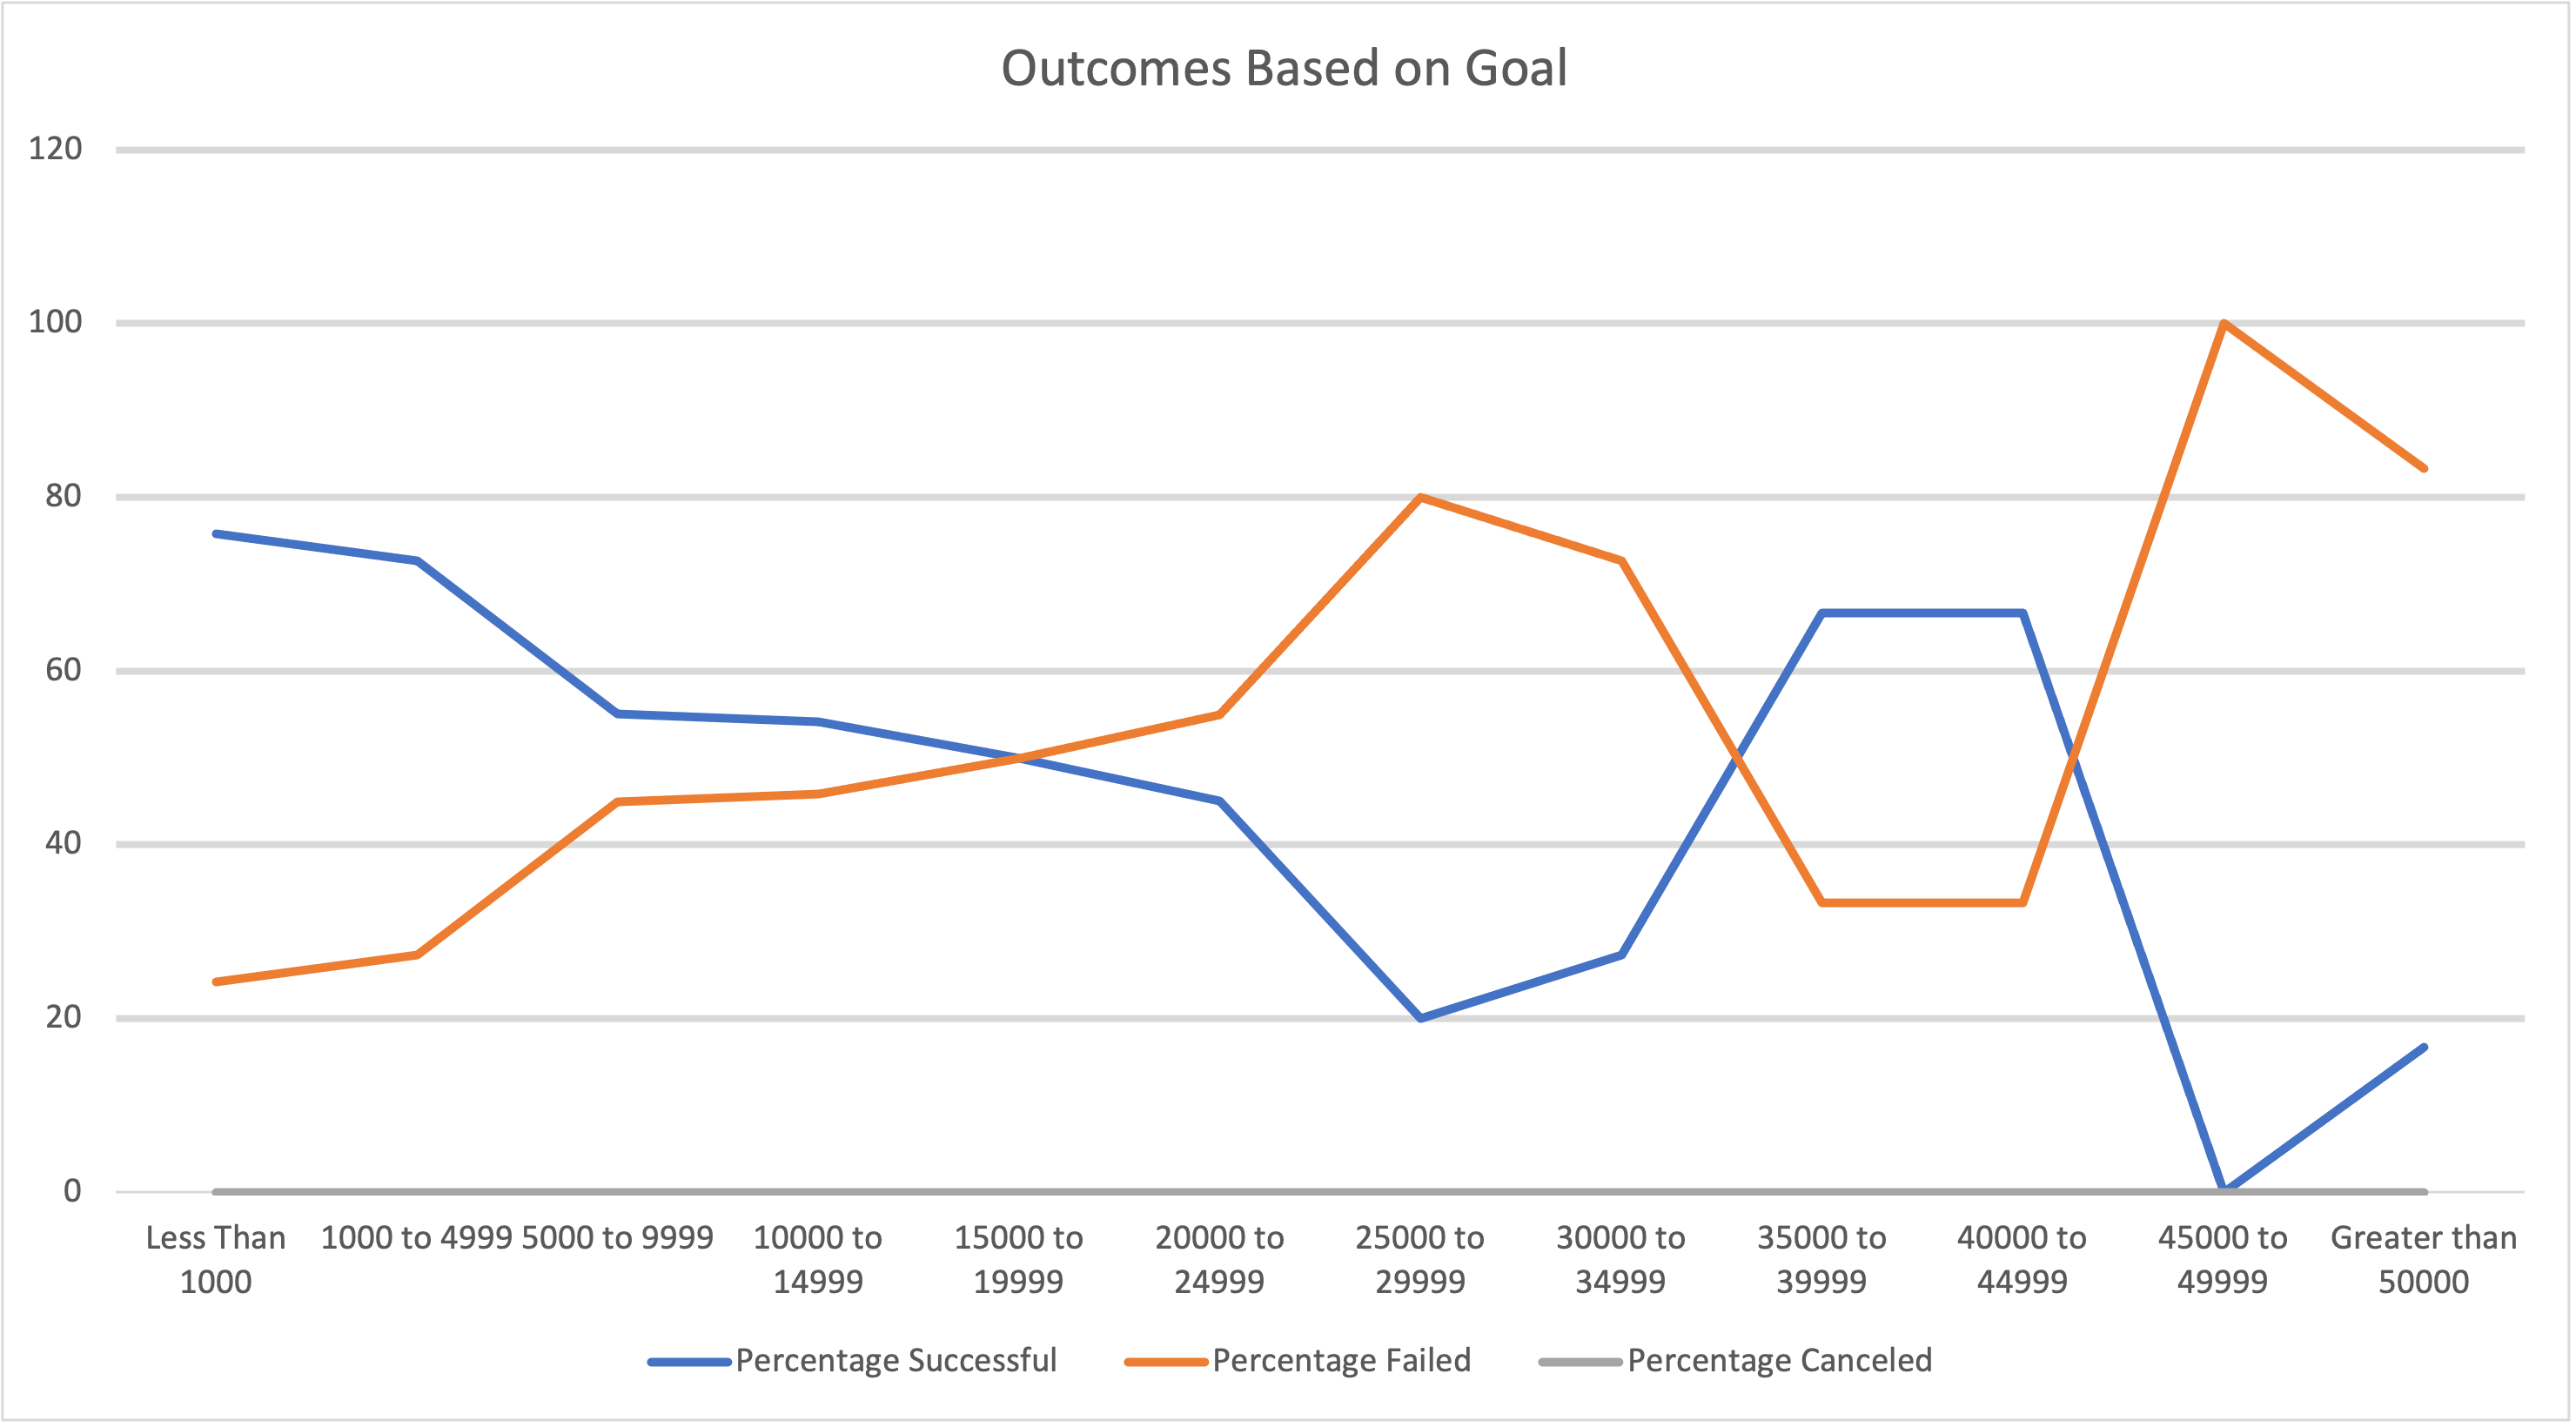 Outcomes Based on Goal
120
100
80
60
40
20
0
Less Than 1000 to 4999 5000 to 9999 10000 to 15000 to 20000 to 25000 to 30000 to 35000 to 40000 to 45000 to Greater than
1000 14999 19999 24999 29999 34999 39999 44999 49999 50000
Percentage Successful Percentage Failed Percentage Canceled